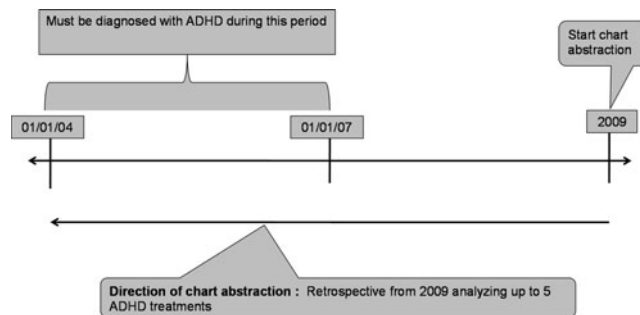 Must be diagnosed with ADHD during this period
Start chart
abstraction
01/01/04
01/01/07
2009
Direction of chart abstraction : Retrospective from 2009 analyzing up to 5
ADHD treatments